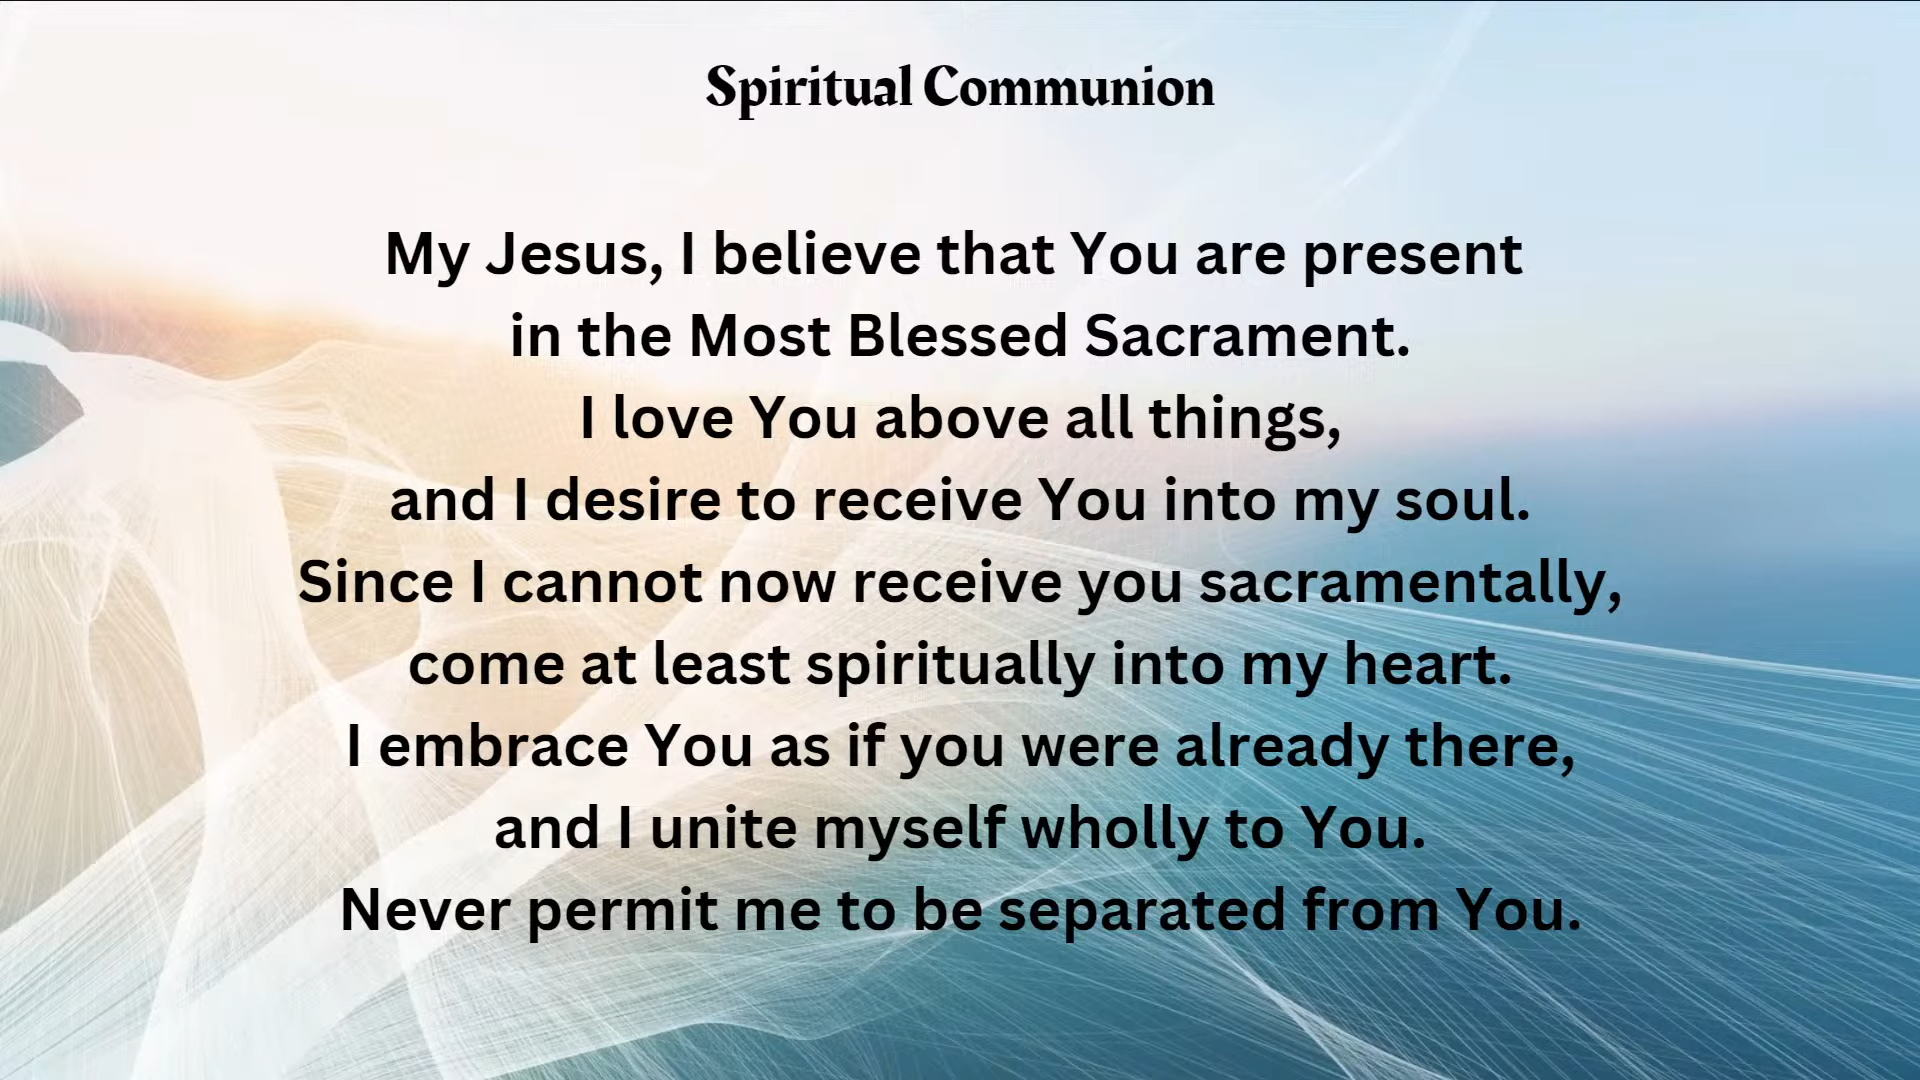 Spiritual Communion
My Jesus, I believe that You are present
in the Most Blessed Sacrament.
I love You above all things,
and I desire to receive You into my soul.
Since I cannot now receive you sacramentally,
come at least spiritually into my heart.
I embrace You as if you were already there,
and I unite myself wholly to You.
Never permit me to be separated from You.